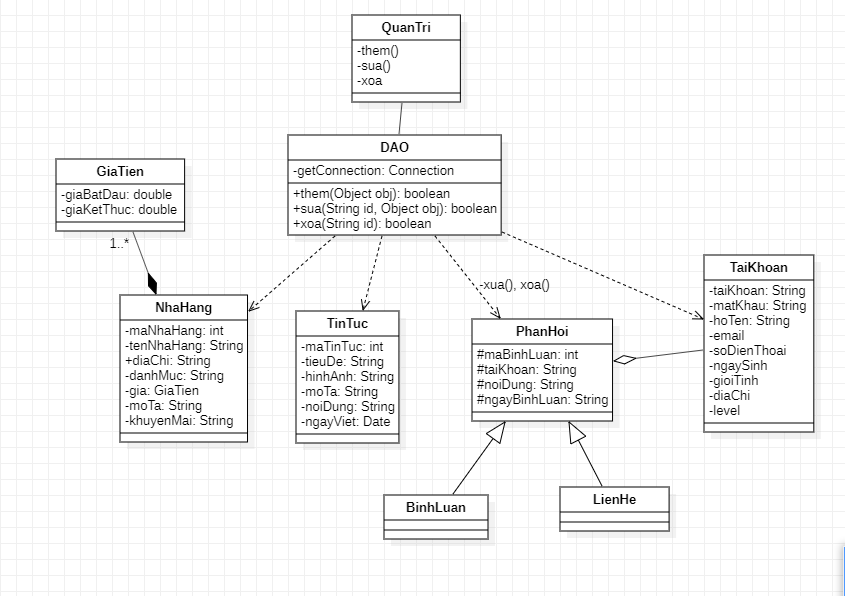 QuanTri
-them()
-sua()
-xoa
DAO
-getConnection: Connection
+them(Object obj): boolean
+sua(String id, Object obj): boolean
+xoa(String id): boolean
GiaTien
-giaBatDau: double
-giaKetThuc: double
1..*
NhaHang
-maNhaHang: int
-tenNhaHang: String
+diaChi: String
-danhMuc: String
-gia: GiaTien
-moTa: String
-khuyenMai: String
TinTuc
-maTinTuc: int
-tieuDe: String
-hinhAnh: String
-moTa: String
-noiDung: String
-ngayViet: Date
-xua(), xoa()
PhanHoi
#maBinhLuan: int
#taiKhoan: String
#noiDung: String
#ngayBinhLuan: String
TaiKhoan
-taiKhoan: String
-matKhau: String
-hoTen: String
-email
-soDienThoai
-ngaySinh
-gioiTinh
-diaChi
-level
BinhLuan
LienHe